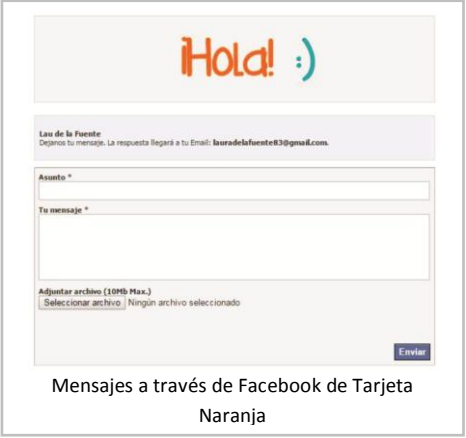 ¡Hola! :)
Lau de la Fuente
Dejanos tu mensaje. La respuesta llegará a tu Email: lauradelafuente83@gmail.com.
Asunto *
Tu mensaje *
Adjuntar archivo (10Mb Max.)
Seleccionar archivo Ningún archivo seleccionado
Enviar
Mensajes a través de Facebook de Tarjeta
Naranja